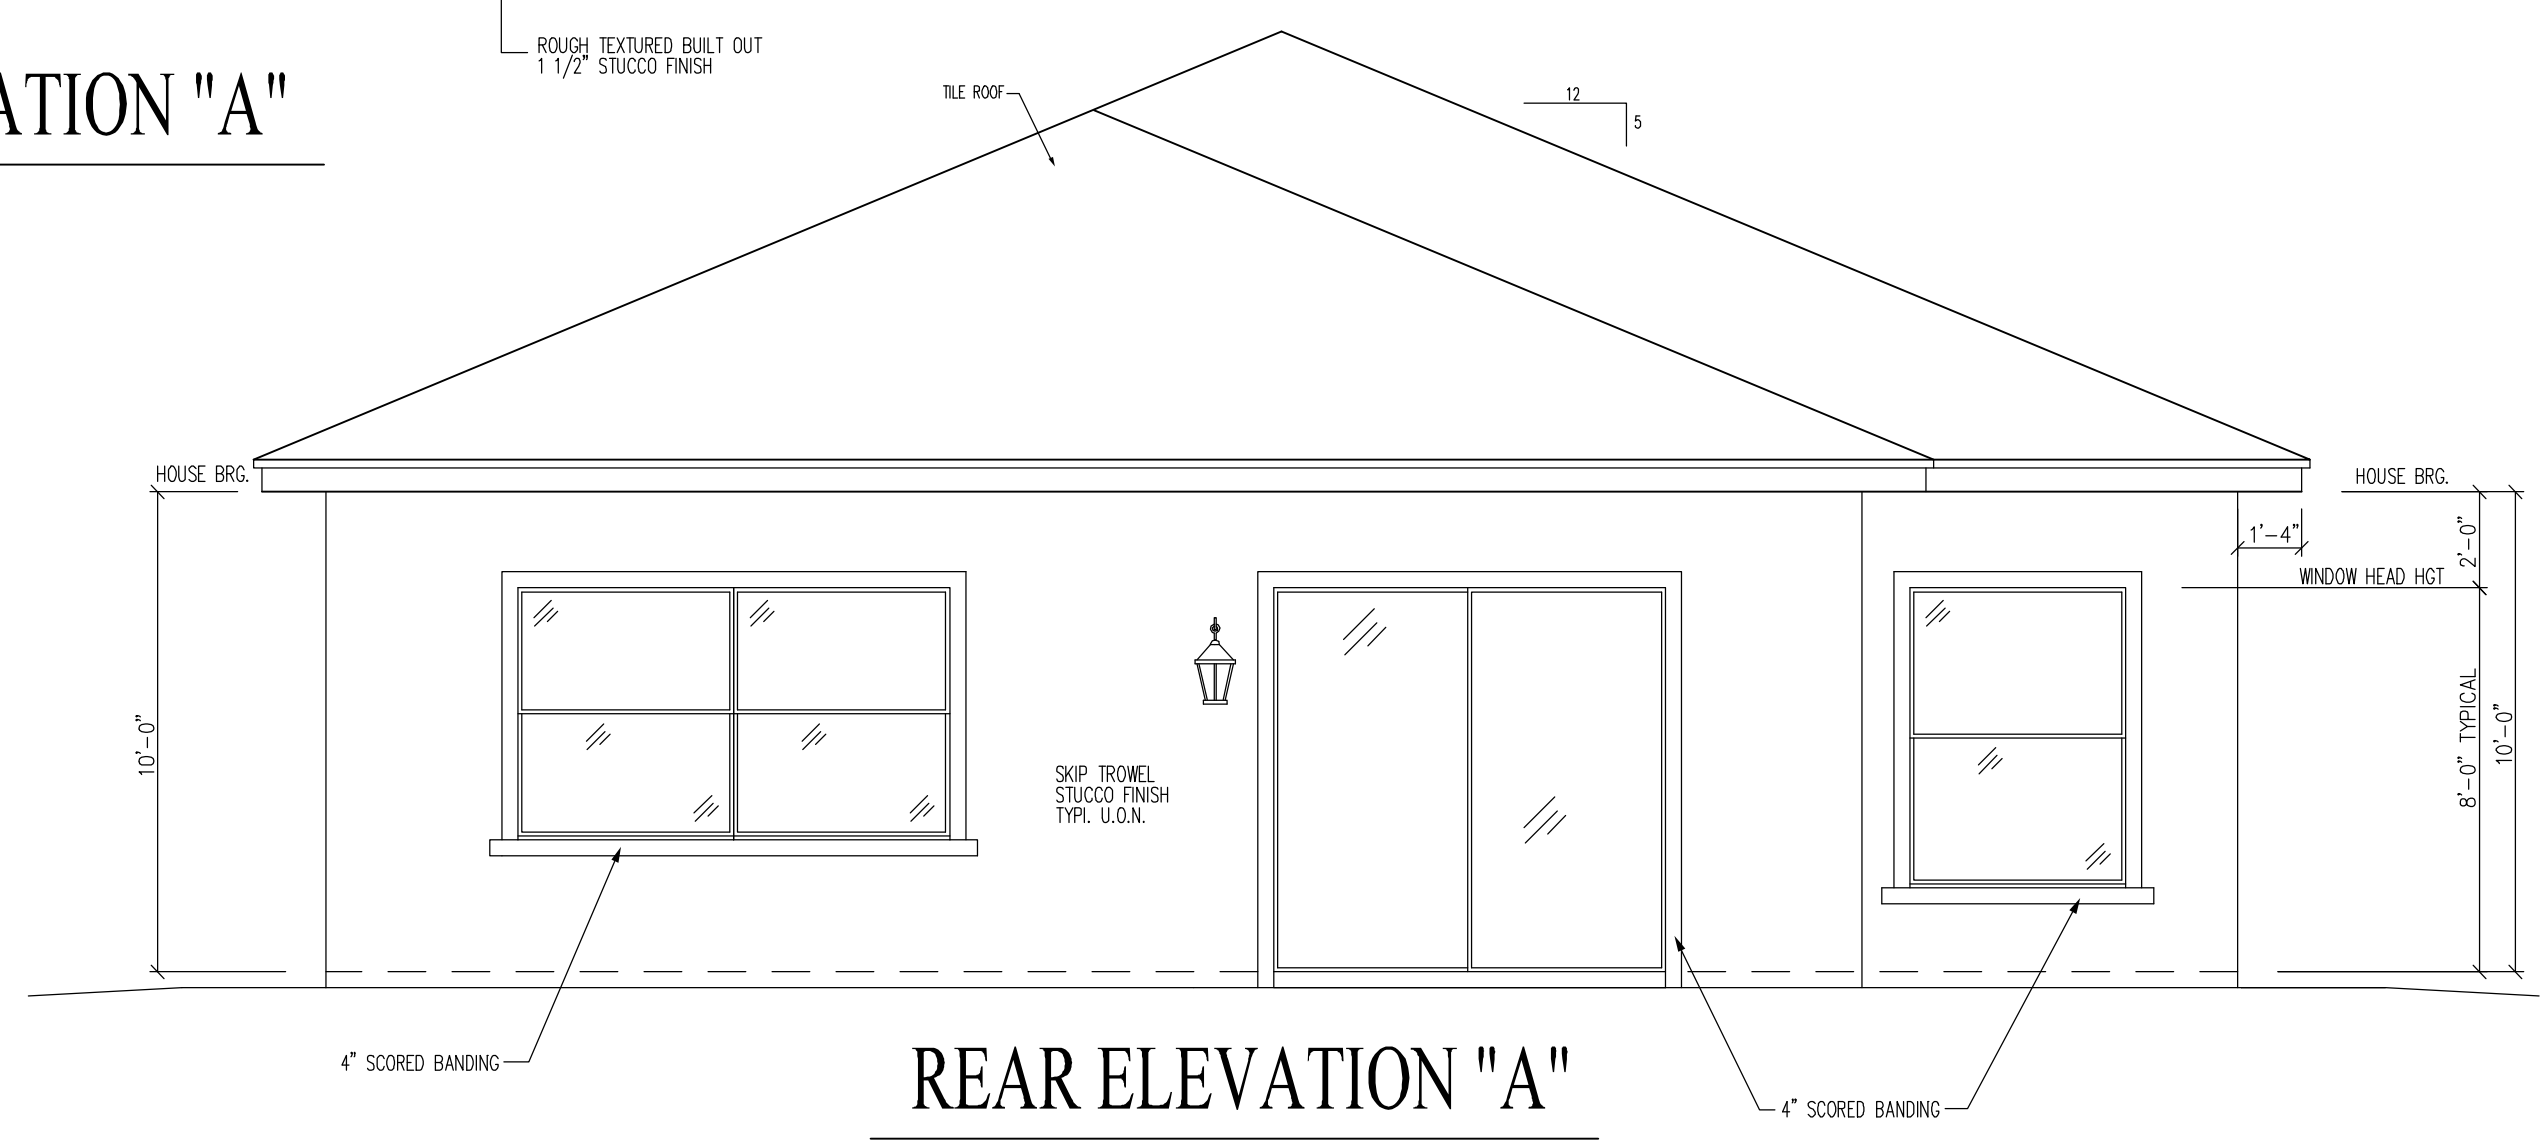 ROUGH TEXTURED BUILT OUT
1 1/2" STUCCO FINISH
ATION "A"
TILE ROOF
12
5
HOUSE BRG.
HOUSE BRG.
1'-4"
2'-0"
WINDOW HEAD HGT
10'-0"
8'-0" TYPICAL
10'-0"
SKIP TROWEL
STUCCO FINISH
TYPI. U.O.N.
4" SCORED BANDING
REAR ELEVATION "A"
4" SCORED BANDING